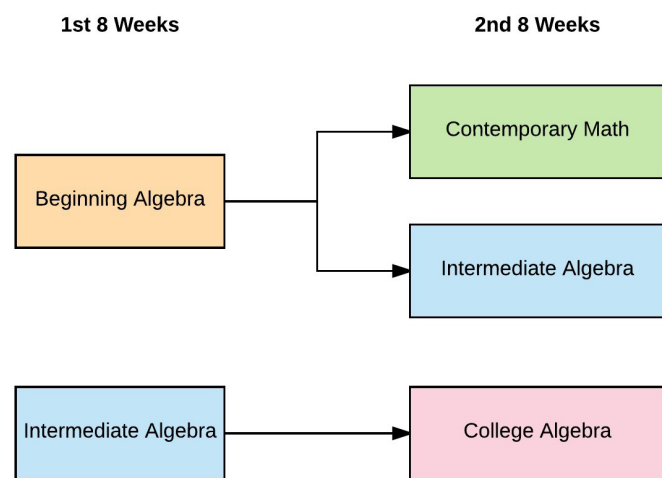 1st 8 Weeks
2nd 8 Weeks
Contemporary Math
Beginning Algebra
Intermediate Algebra
Intermediate Algebra
College Algebra